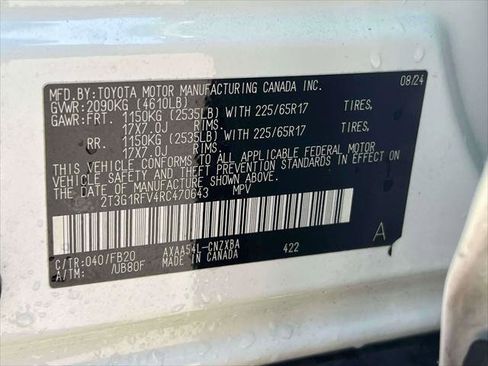 MFD.BY: TOYOTA MOTOR MANUFACTURING CANADA INC. 08/24
GVWR: 2090KG (4610LB)
GAWR: FRT. 1150KG (2535LB) WITH 225/65R17 TIRES,
17X7.0J RIMS.
RR. 1150KG (2535LB) WITH 225/65R17 TIRES,
17X7.0J RIMS.
THIS VEHICLE CONFORMS TO ALL APPLICABLE FEDERAL MOTOR
VEHICLE SAFETY AND THEFT PREVENTION STANDARDS IN EFFECT
ON THE DATE OF MANUFACTURE SHOWN ABOVE.
2T3G1RFV4RC470643 MPV
C/TR:040/FB20 AXAA54L-CNZXBA 422 A
A/TM: /UB80F MADE IN CANADA